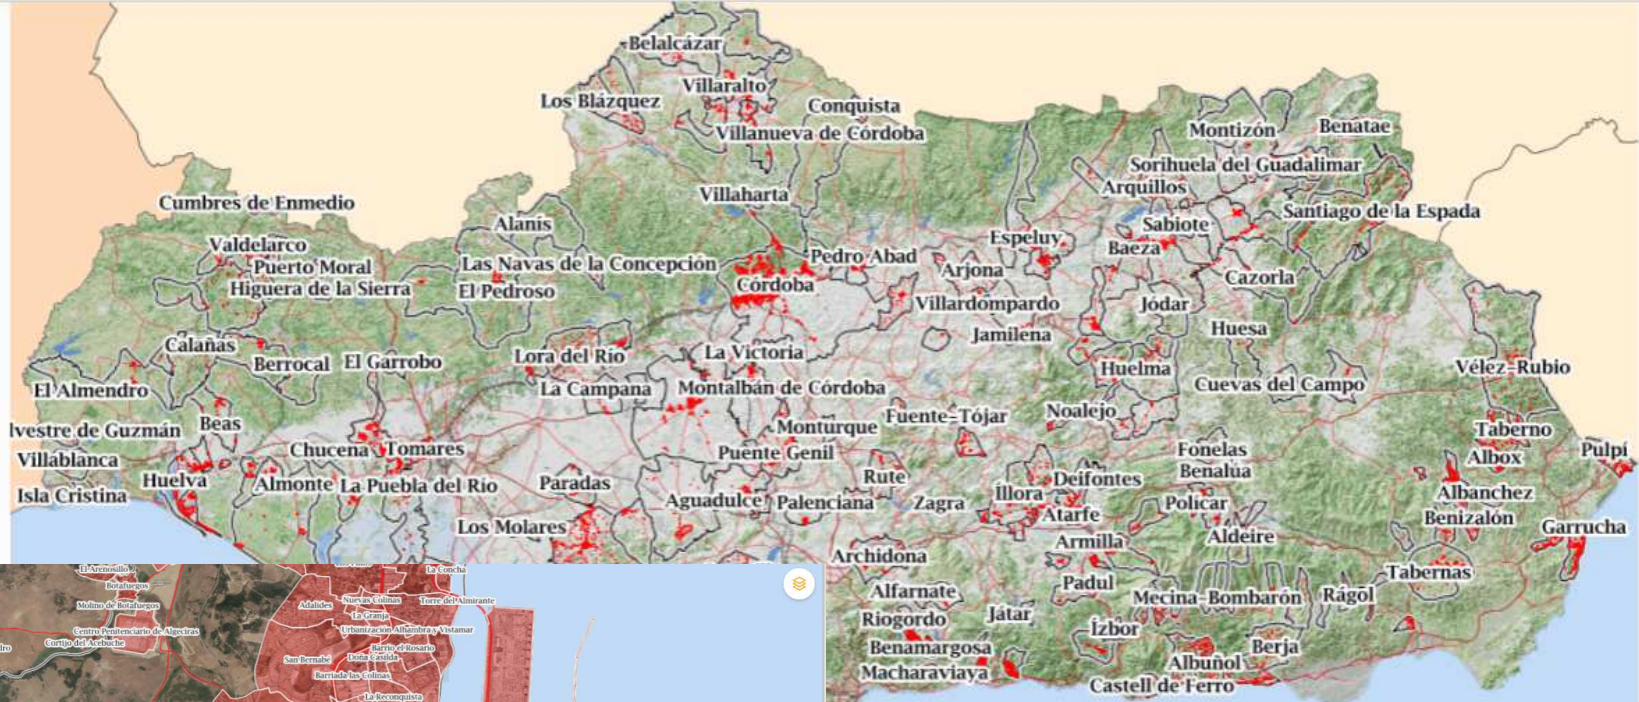 Belalcázar
Villaralto
Los Blázquez
Conquista
Villanueva de Córdoba
Montizón
Benatae
Sorihuela del Guadalimar
Arquillos
Villaharta
Cumbres de Enmedio
Santiago de la Espada
Alanís
Sabiote
Espeluy
Valdelarco
Baeza
Pedro Abad
Puerto Moral
Las Navas de la Concepción
Arjona
Cazorla
Higuera de la Sierra
El Pedroso
Córdoba
Villardompardo
Jódar
Huesa
Jamilena
Calañas
La Victoria
Berrocal
El Garrobo
Lora del Río
Huelma
Vélez-Rubio
El Almendro
La Campana
Montalbán de Córdoba
Cuevas del Campo
Noalejo
Fuente-Tójar
Beas
lvestre de Guzmán
Monturque
Taberno
Chucena
Tomares
Fonelas
Puente Genil
Pulpí
Villablanca
Albox
Benalúa
Huelva
Almonte
La Puebla del Río
Paradas
Rute
Deifontes
Isla Cristina
Aguadulce
Palenciana
Zagra
Íllora
Policar
Albanchez
Atarfe
Benizalón
Los Molares
Garrucha
Aldeire
Armilla
Archidona
Tabernas
Padul
Alfarnate
Mecina-Bombarón
Rágol
Riogordo
Játar
Ízbor
Benamargosa
Berja
Albuñol
Macharaviaya
Castell de Ferro
El Arenosillo
La Concha
Botafuegos
Molino de Botafuegos
Adalides
Nuevas Colinas
Torre del Almirante
La Granja
Centro Penitenciario de Algeciras
Urbanizacion Alhambra y Vistamar
Cortijo del Acebuche
dro
Barrio el Rosario
San Bernabé
Doña Casilda
Barriada las Colinas
La Reconquista